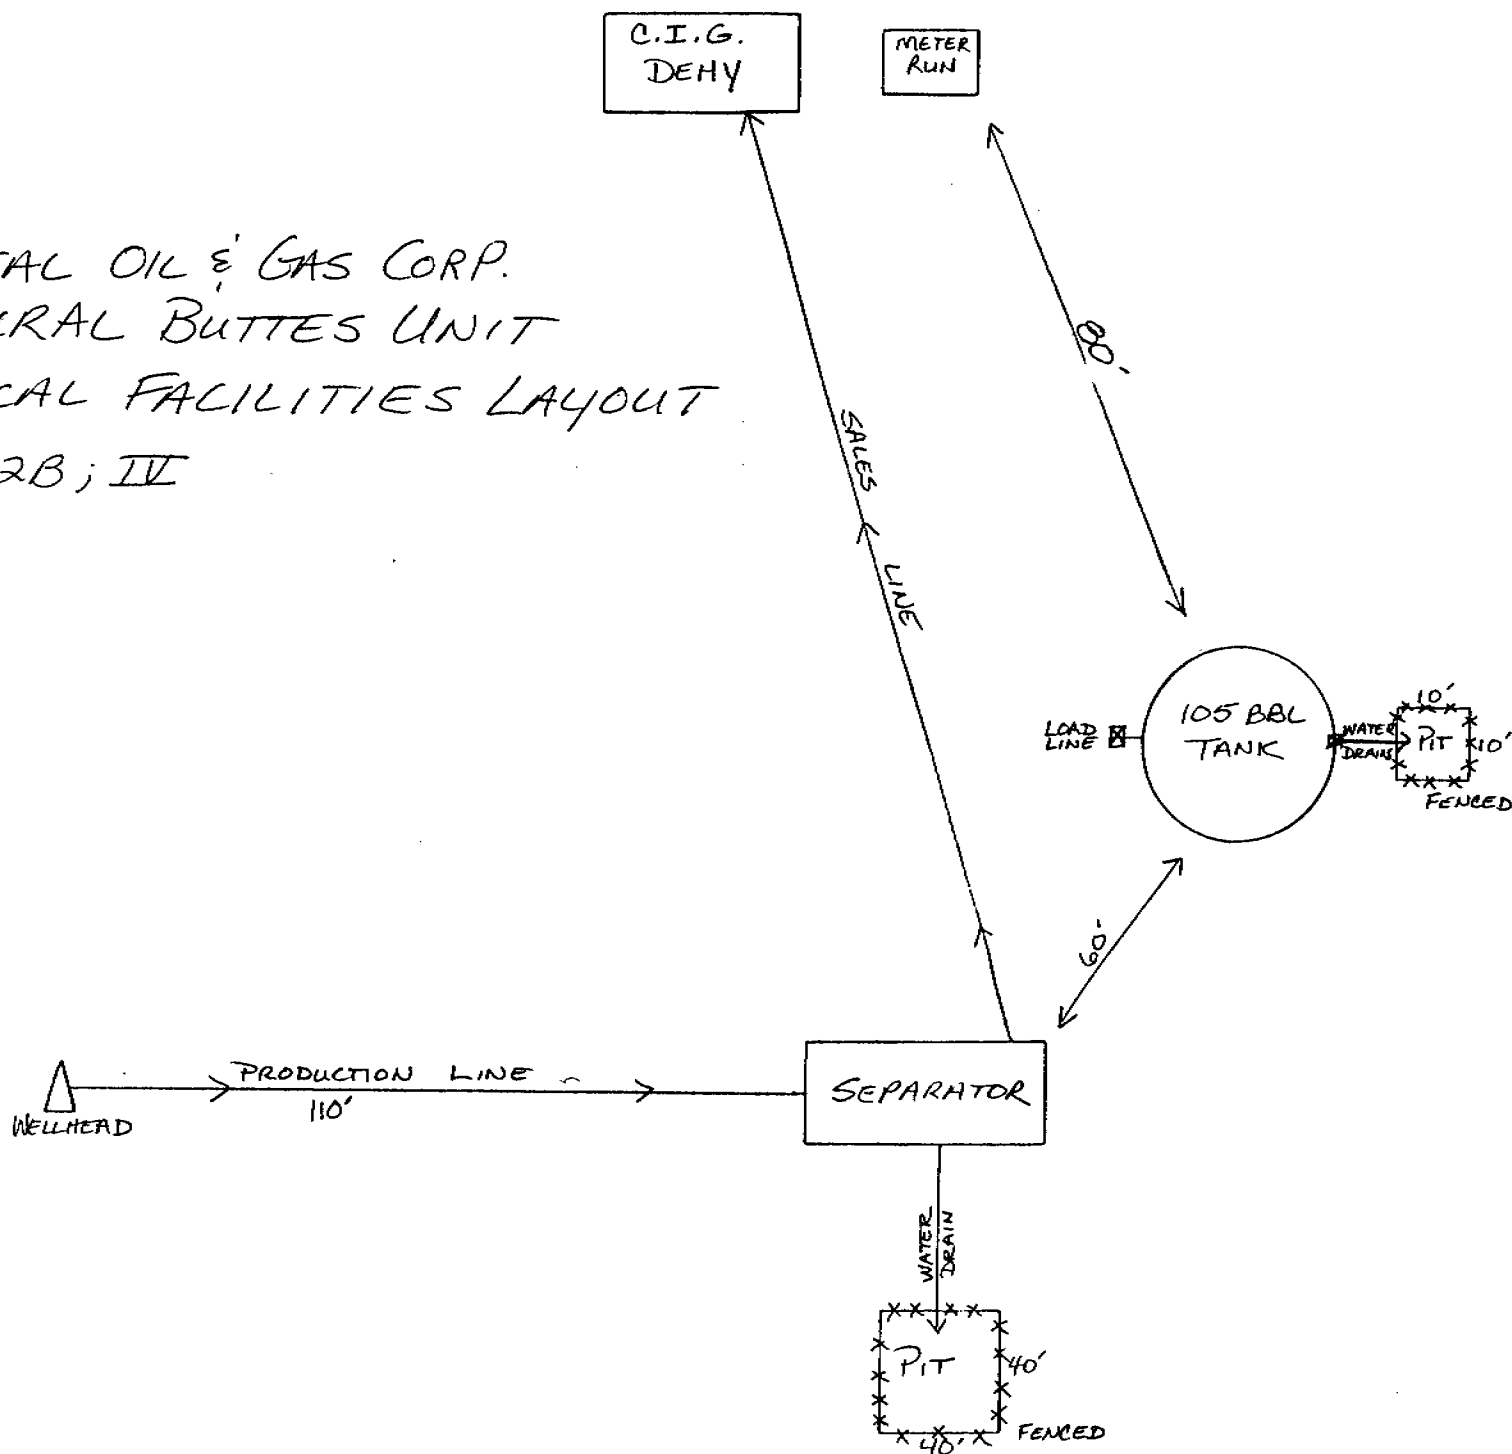 C.I.G.
DEHY
METER
RUN
TAL OIL & GAS CORP.
RAL BUTTES UNIT
CAL FACILITIES LAYOUT
2B; IV
80'
SALES LINE
LOAD
LINE
105 BBL
TANK
WATER
DRAINS
10'
PIT
10'
FENCED
60'
PRODUCTION LINE
110'
WELLHEAD
SEPARATOR
WATER
DRAIN
PIT
40'
40'
FENCED